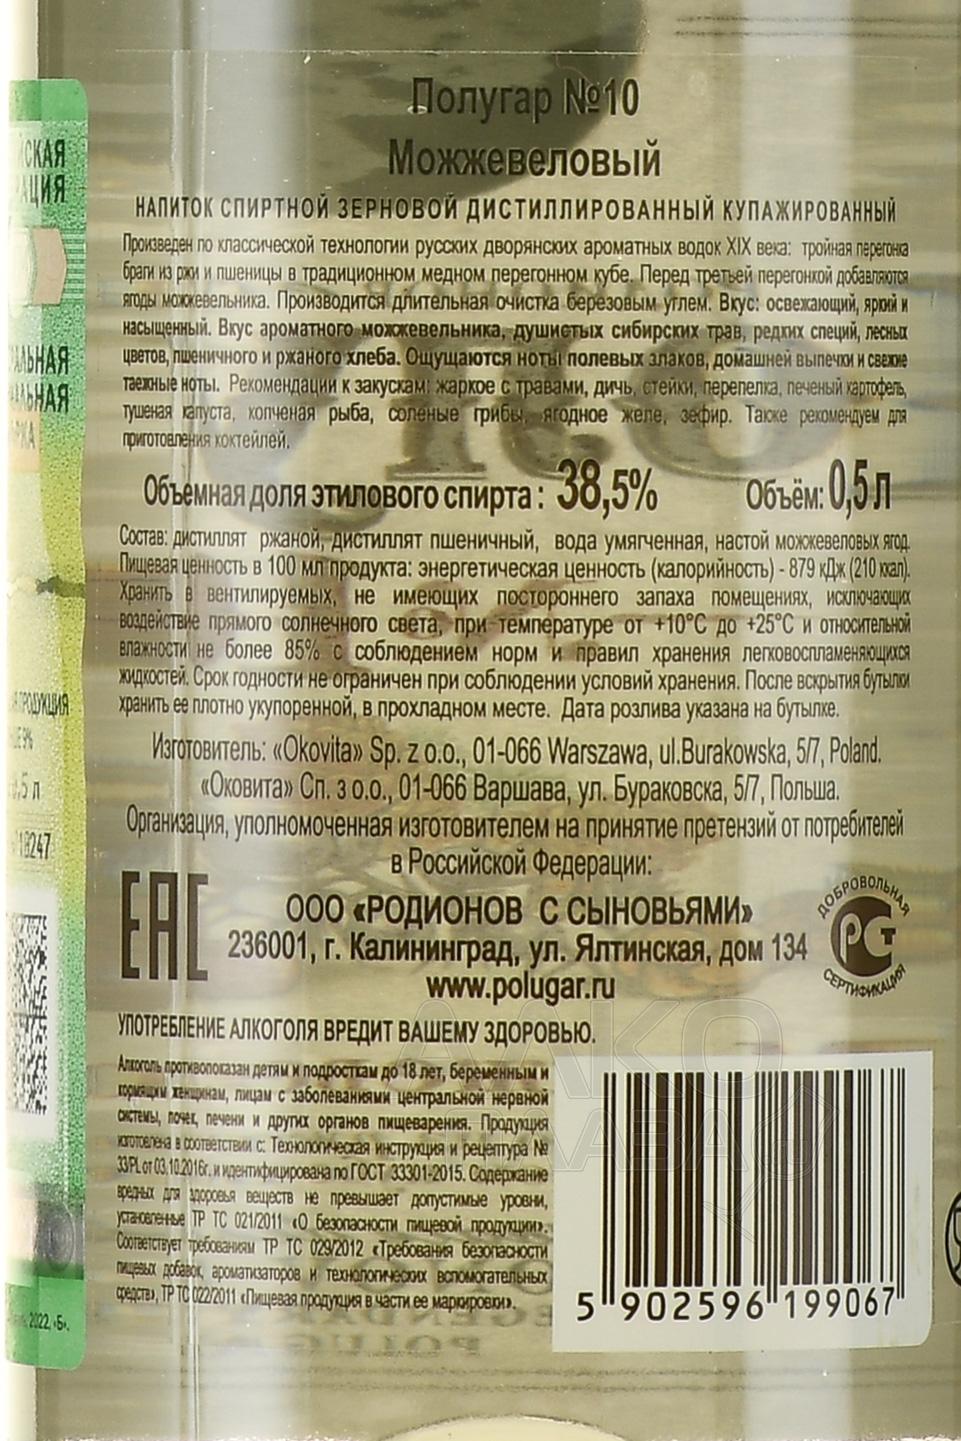 Полугар №10
Можжевеловый
НАПИТОК СПИРТНОЙ ЗЕРНОВОЙ ДИСТИЛЛИРОВАННЫЙ КУПАЖИРОВАННЫЙ
Произведен по классической технологии русских дворянских ароматных водок XIX века: тройная перегонка
браги из ржи и пшеницы в традиционном медном перегонном кубе. Перед третьей перегонкой добавляются
ягоды можжевельника. Производится длительная очистка березовым углем. Вкус: освежающий, яркий и
насыщенный. Вкус ароматного можжевельника, душистых сибирских трав, редких специй, лесных
цветов, пшеничного и ржаного хлеба. Ощущаются ноты полевых злаков, домашней выпечки и свежие
таежные ноты. Рекомендации к закускам: жаркое с травами, дичь, стейки, перепелка, печеный картофель,
тушеная капуста, копченая рыба, соленые грибы, ягодное желе, зефир. Также рекомендуем для
приготовления коктейлей.
Объемная доля этилового спирта: 38,5% Объём: 0,5 л
Состав: дистиллят ржаной, дистиллят пшеничный, вода умягченная, настой можжевеловых ягод.
Пищевая ценность в 100 мл продукта: энергетическая ценность (калорийность) - 879 кДж (210 ккал).
Хранить в вентилируемых, не имеющих постороннего запаха помещениях, исключающих
воздействие прямого солнечного света, при температуре от +10°C до +25°C и относительной
влажности не более 85% с соблюдением норм и правил хранения легковоспламеняющихся
жидкостей. Срок годности не ограничен при соблюдении условий хранения. После вскрытия бутылки
хранить ее плотно укупоренной, в прохладном месте. Дата розлива указана на бутылке.
Изготовитель: «Okovita» Sp. z o.o., 01-066 Warszawa, ul.Burakowska, 5/7, Poland.
«Оковита» Сп. з о.о., 01-066 Варшава, ул. Бураковска, 5/7, Польша.
Организация, уполномоченная изготовителем на принятие претензий от потребителей
в Российской Федерации:
ЕАС
ООО «РОДИОНОВ С СЫНОВЬЯМИ»
236001, г. Калининград, ул. Ялтинская, дом 134
www.polugar.ru
ДОБРОВОЛЬНАЯ
РСТ
СЕРТИФИКАЦИЯ
УПОТРЕБЛЕНИЕ АЛКОГОЛЯ ВРЕДИТ ВАШЕМУ ЗДОРОВЬЮ.
Алкоголь противопоказан детям и подросткам до 18 лет, беременным и
кормящим женщинам, лицам с заболеваниями центральной нервной
системы, почек, печени и других органов пищеварения. Продукция
изготовлена в соответствии с: Технологическая инструкция и рецептура №
33/PL от 03.10.2016г. и идентифицирована по ГОСТ 33301-2015. Содержание
вредных для здоровья веществ не превышает допустимые уровни,
установленные ТР ТС 021/2011 «О безопасности пищевой продукции».
Соответствует требованиям ТР ТС 029/2012 «Требования безопасности
пищевых добавок, ароматизаторов и технологических вспомогательных
средств», ТР ТС 022/2011 «Пищевая продукция в части ее маркировки».
5 902596 199067
АЛКО
18247
2022, «Б».